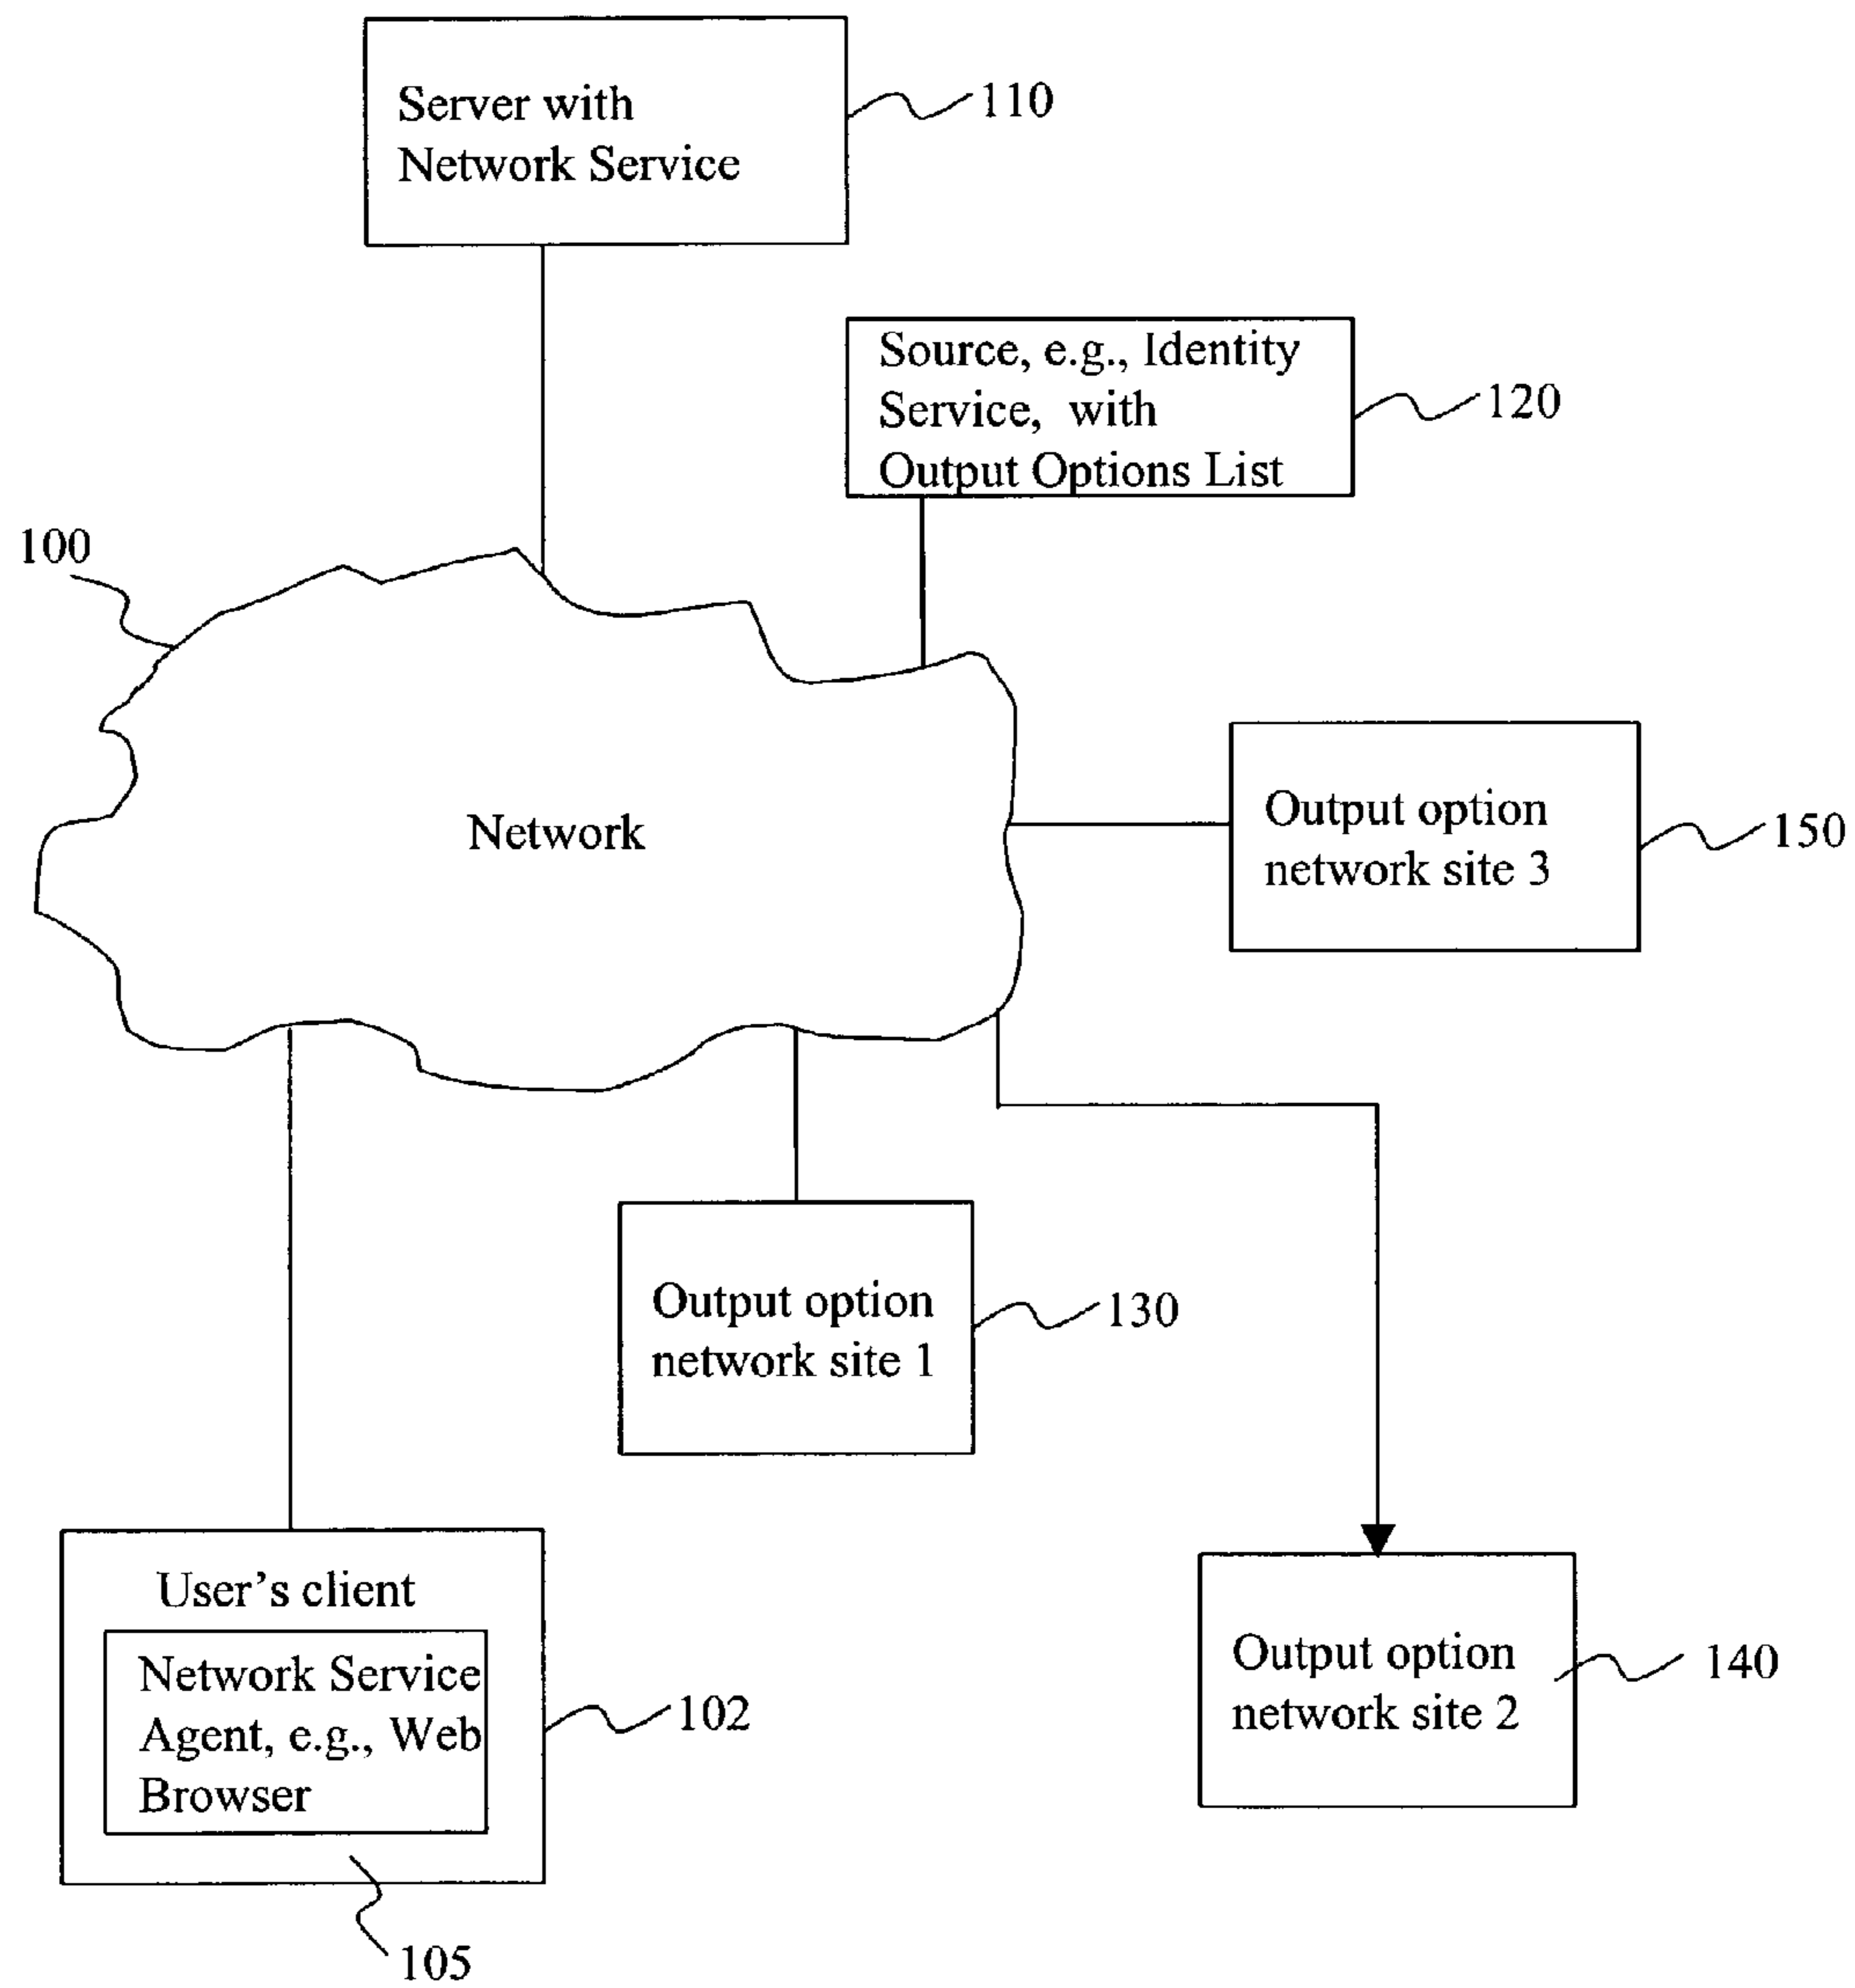 Server with
Network Service
110
Source, e.g., Identity
Service, with
Output Options List
120
100
Network
Output option
network site 3
150
Output option
network site 1
130
User's client
Network Service
Agent, e.g., Web
Browser
102
105
Output option
network site 2
140